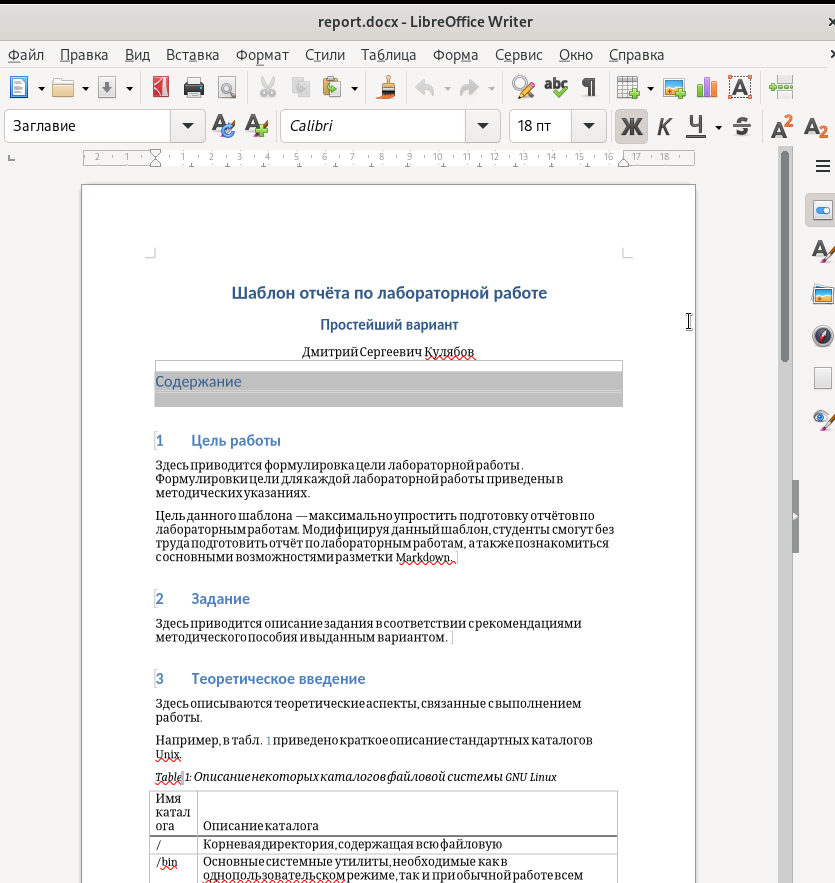 report.docx - LibreOffice Writer
Файл Правка Вид Вставка Формат Стили Таблица Форма Сервис Окно Справка
Заглавие Calibri 18 пт Ж К Ч S A2 A2
2 1 1 2 3 4 5 6 7 8 9 10 11 12 13 14 15 16 17 18
Шаблон отчёта по лабораторной работе
Простейший вариант
Дмитрий Сергеевич Кулябов
Содержание
1 Цель работы
Здесь приводится формулировка цели лабораторной работы.
Формулировки цели для каждой лабораторной работы приведены в
методических указаниях.
Цель данного шаблона — максимально упростить подготовку отчётов по
лабораторным работам. Модифицируя данный шаблон, студенты смогут без
труда подготовить отчёт по лабораторным работам, а также познакомиться
с основными возможностями разметки Markdown.
2 Задание
Здесь приводится описание задания в соответствии с рекомендациями
методического пособия и выданным вариантом.
3 Теоретическое введение
Здесь описываются теоретические аспекты, связанные с выполнением
работы.
Например, в табл. 1 приведено краткое описание стандартных каталогов
Unix.
Table 1: Описание некоторых каталогов файловой системы GNU Linux
Имя
катал
ога Описание каталога
/ Корневая директория, содержащая всю файловую
/bin Основные системные утилиты, необходимые как в
однопользовательском режиме, так и при обычной работе всем